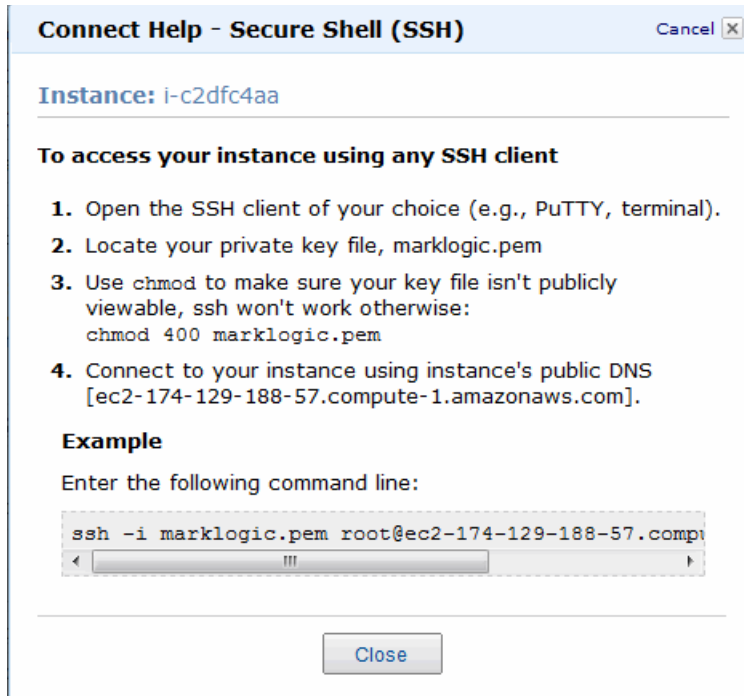 Connect Help - Secure Shell (SSH)
Cancel
Instance: i-c2dfc4aa
To access your instance using any SSH client
1. Open the SSH client of your choice (e.g., PuTTY, terminal).
2. Locate your private key file, marklogic.pem
3. Use chmod to make sure your key file isn't publicly
viewable, ssh won't work otherwise:
chmod 400 marklogic.pem
4. Connect to your instance using instance's public DNS
[ec2-174-129-188-57.compute-1.amazonaws.com].
Example
Enter the following command line:
ssh -i marklogic.pem root@ec2-174-129-188-57.comp
Close